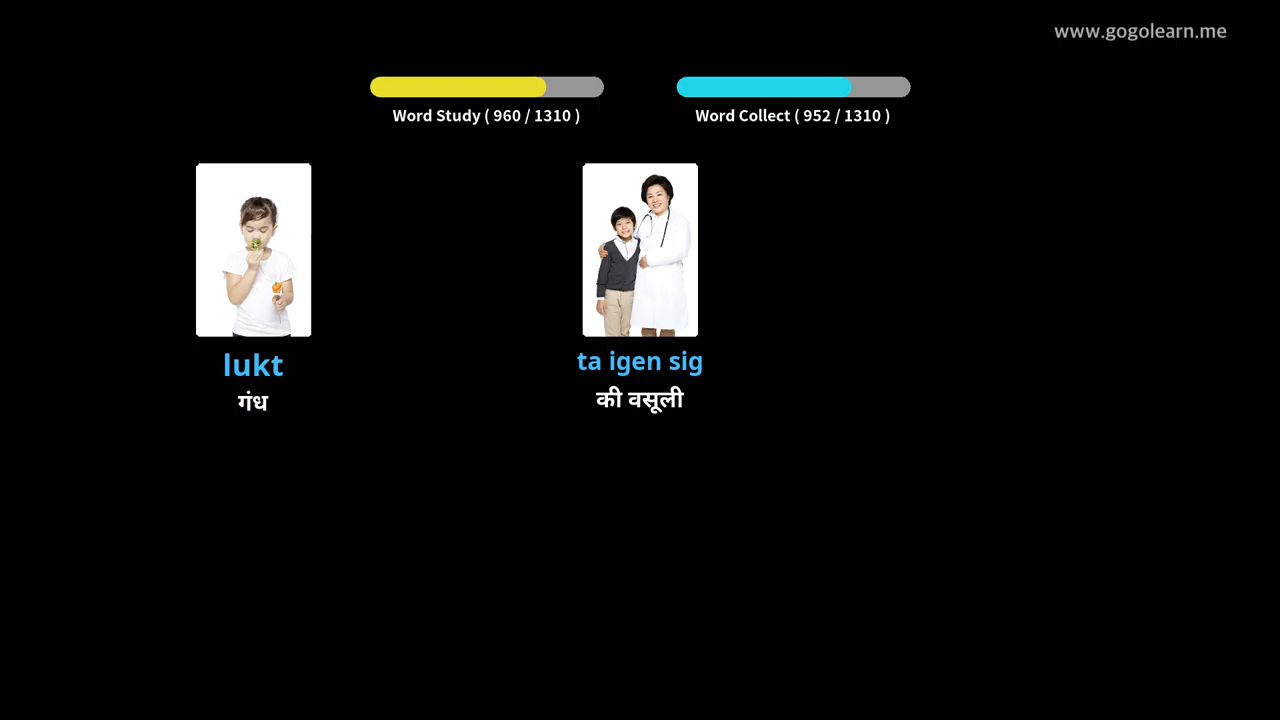 www.gogolearn.me
Word Study ( 960 / 1310 )
Word Collect ( 952 / 1310 )
lukt
गंध
ta igen sig
की वसूली